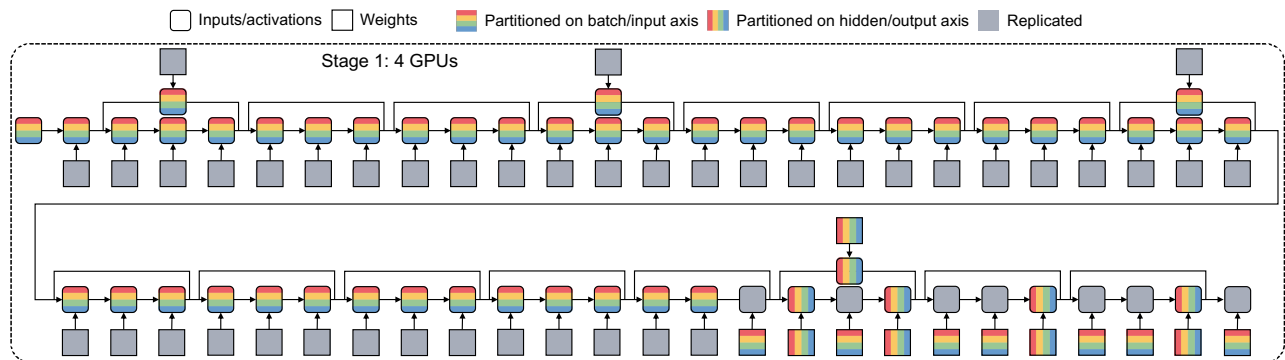 Inputs/activations Weights Partitioned on batch/input axis Partitioned on hidden/output axis Replicated
Stage 1: 4 GPUs